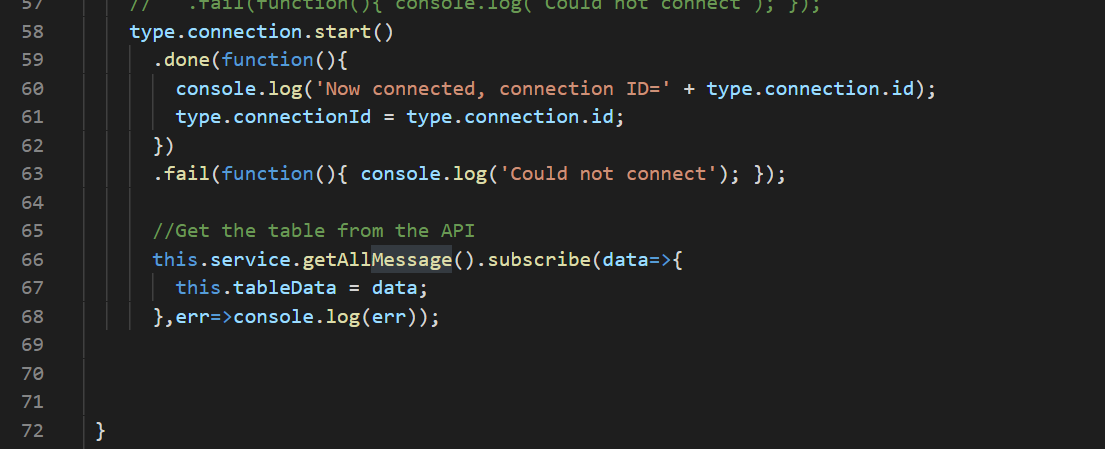 57 // .fail(function(){ console.log('Could not connect'); });
58 type.connection.start()
59 .done(function(){
60 console.log('Now connected, connection ID=' + type.connection.id);
61 type.connectionId = type.connection.id;
62 })
63 .fail(function(){ console.log('Could not connect'); });
64
65 //Get the table from the API
66 this.service.getAllMessage().subscribe(data=>{
67 this.tableData = data;
68 },err=>console.log(err));
69
70
71
72 }